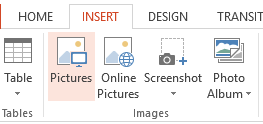 HOME INSERT DESIGN TRANSIT
Table Pictures Online Pictures Screenshot Photo Album
Tables Images